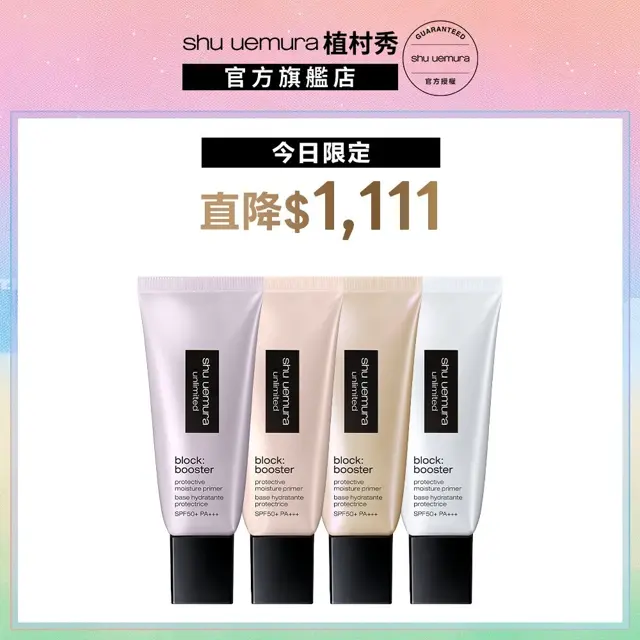 shu uemura 植村秀
官方旗艦店
GUARANTEED
shu uemura
官方授權
今日限定
直降$1,111
shu uemura
unlimited
block:
booster
protective
moisture primer
base hydratante
protectrice
SPF50+ PA+++
shu uemura
unlimited
block:
booster
protective
moisture primer
base hydratante
protectrice
SPF50+ PA+++
shu uemura
unlimited
block:
booster
protective
moisture primer
base hydratante
protectrice
SPF50+ PA+++
shu uemura
unlimited
block:
booster
protective
moisture primer
base hydratante
protectrice
SPF50+ PA+++